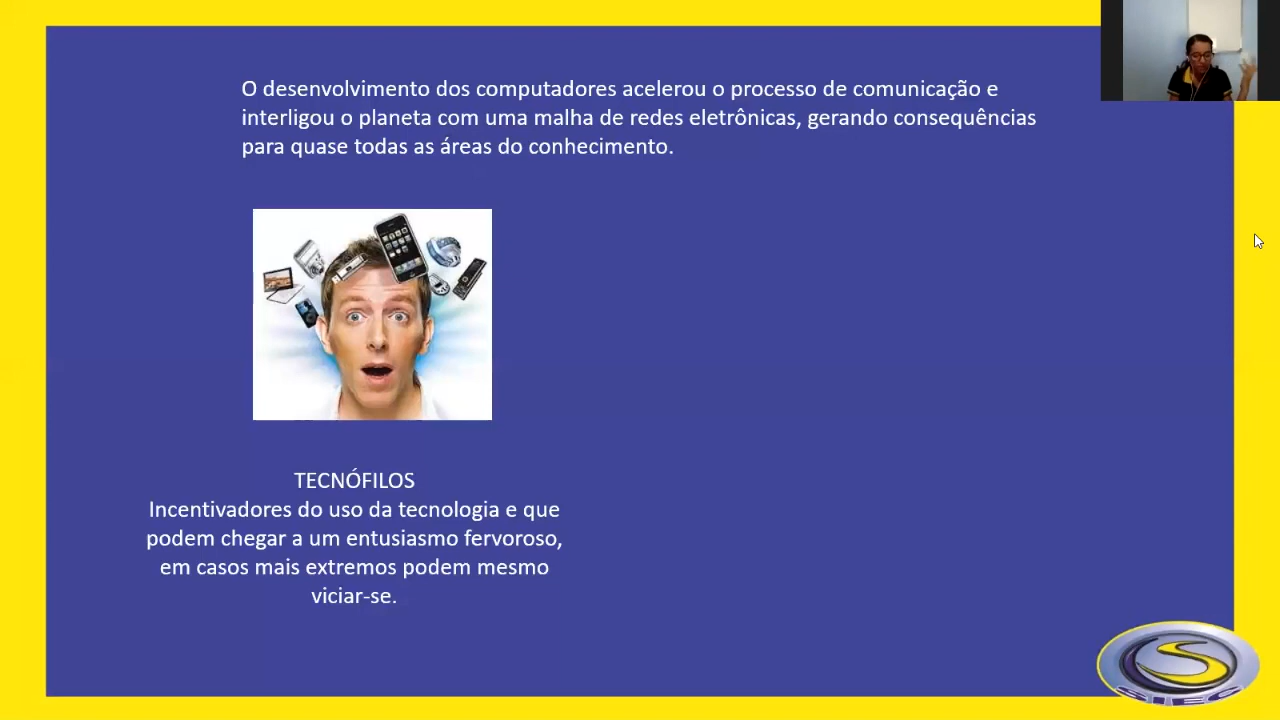 O desenvolvimento dos computadores acelerou o processo de comunicação e
interligou o planeta com uma malha de redes eletrônicas, gerando consequências
para quase todas as áreas do conhecimento.
TECNÓFILOS
Incentivadores do uso da tecnologia e que
podem chegar a um entusiasmo fervoroso,
em casos mais extremos podem mesmo
viciar-se.